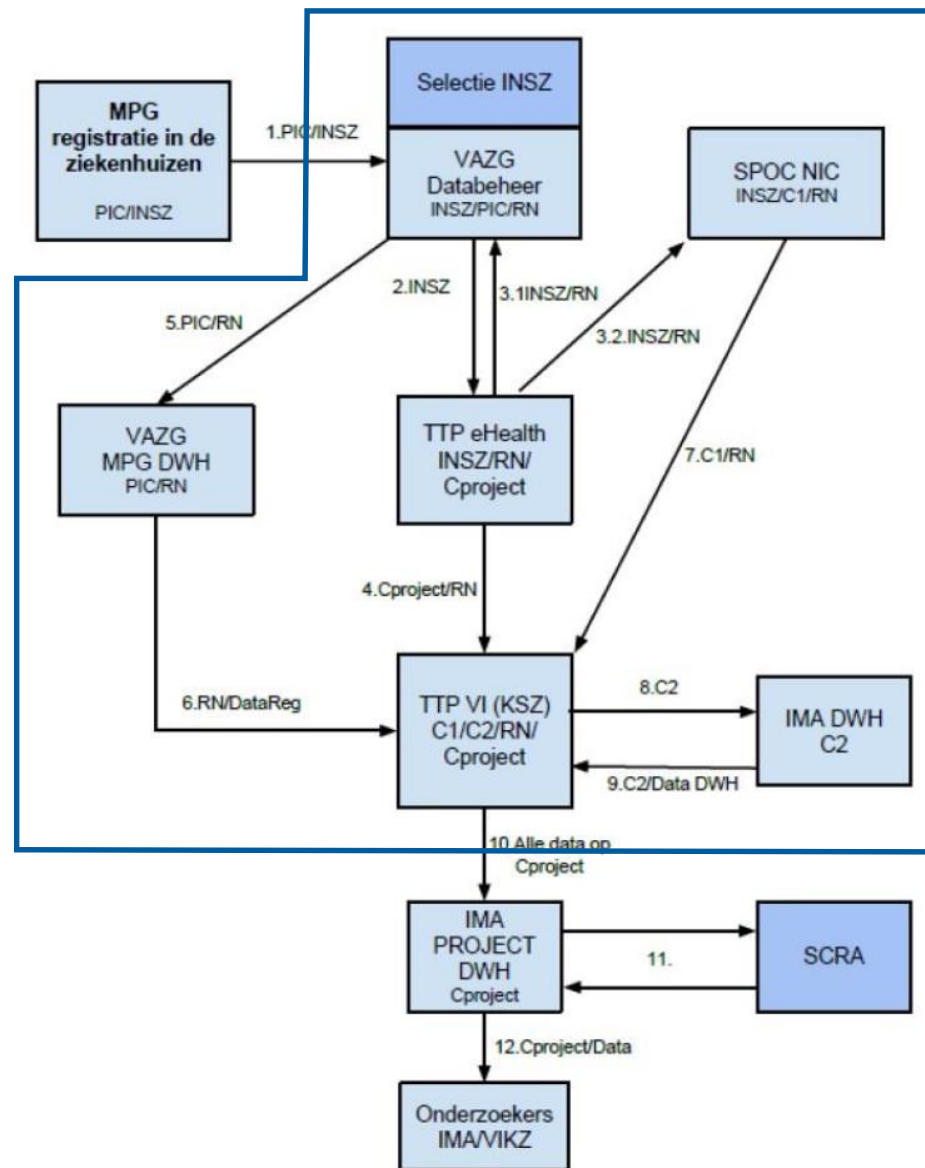 Selectie INSZ
MPG
registratie in de
ziekenhuizen
PIC/INSZ
1.PIC/INSZ
VAZG
Databeheer
INSZ/PIC/RN
SPOC NIC
INSZ/C1/RN
2.INSZ
3.1INSZ/RN
5.PIC/RN
3.2.INSZ/RN
VAZG
MPG DWH
PIC/RN
TTP eHealth
INSZ/RN/
Cproject
7.C1/RN
4.Cproject/RN
6.RN/DataReg
TTP VI (KSZ)
C1/C2/RN/
Cproject
8.C2
IMA DWH
C2
9.C2/Data DWH
10.Alle data op
Cproject
IMA
PROJECT
DWH
Cproject
11.
SCRA
12.Cproject/Data
Onderzoekers
IMA/VIKZ